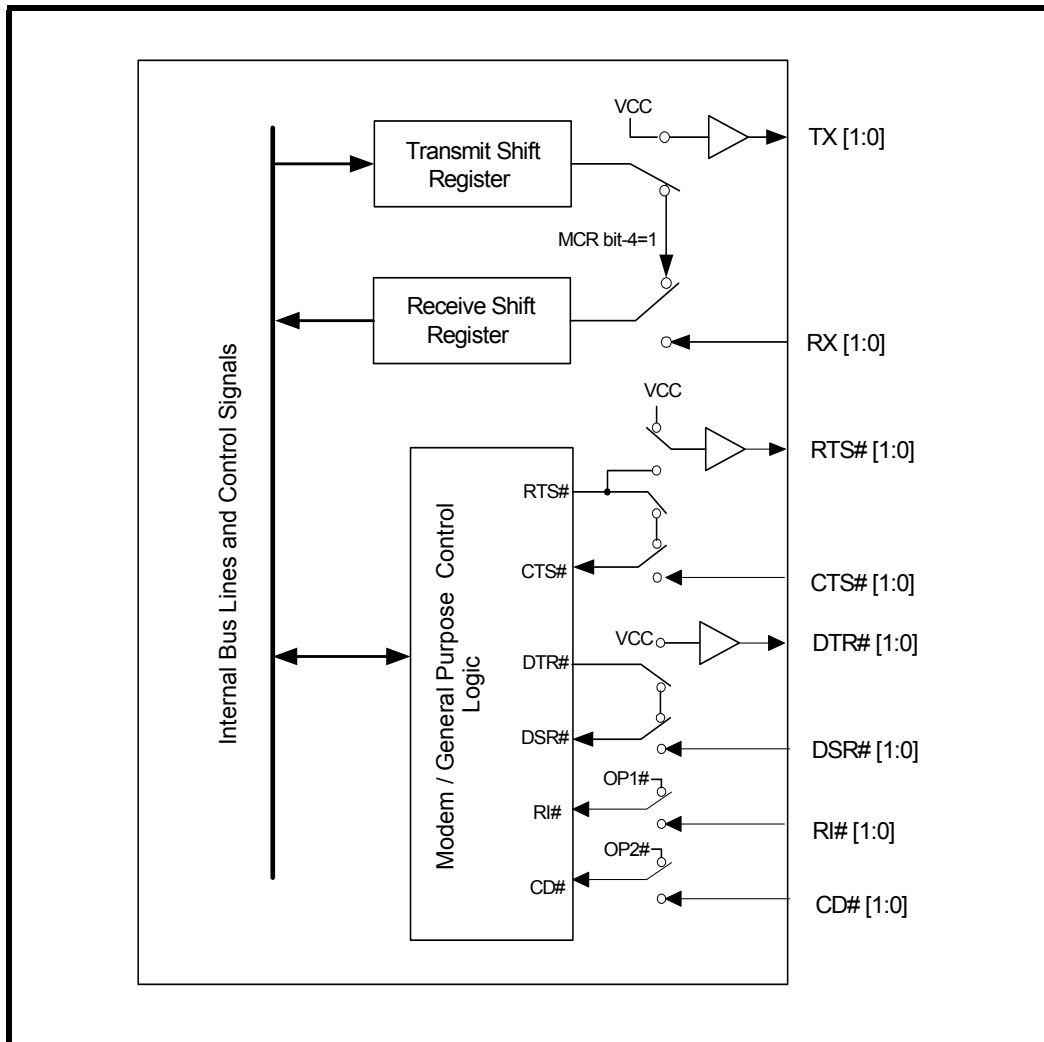 VCC
TX [1:0]
Transmit Shift
Register
MCR bit-4=1
Receive Shift
Register
RX [1:0]
Internal Bus Lines and Control Signals
VCC
RTS# [1:0]
Modem / General Purpose Control
Logic
RTS#
CTS#
CTS# [1:0]
VCC
DTR# [1:0]
DTR#
DSR#
DSR# [1:0]
OP1#
RI#
RI# [1:0]
OP2#
CD#
CD# [1:0]